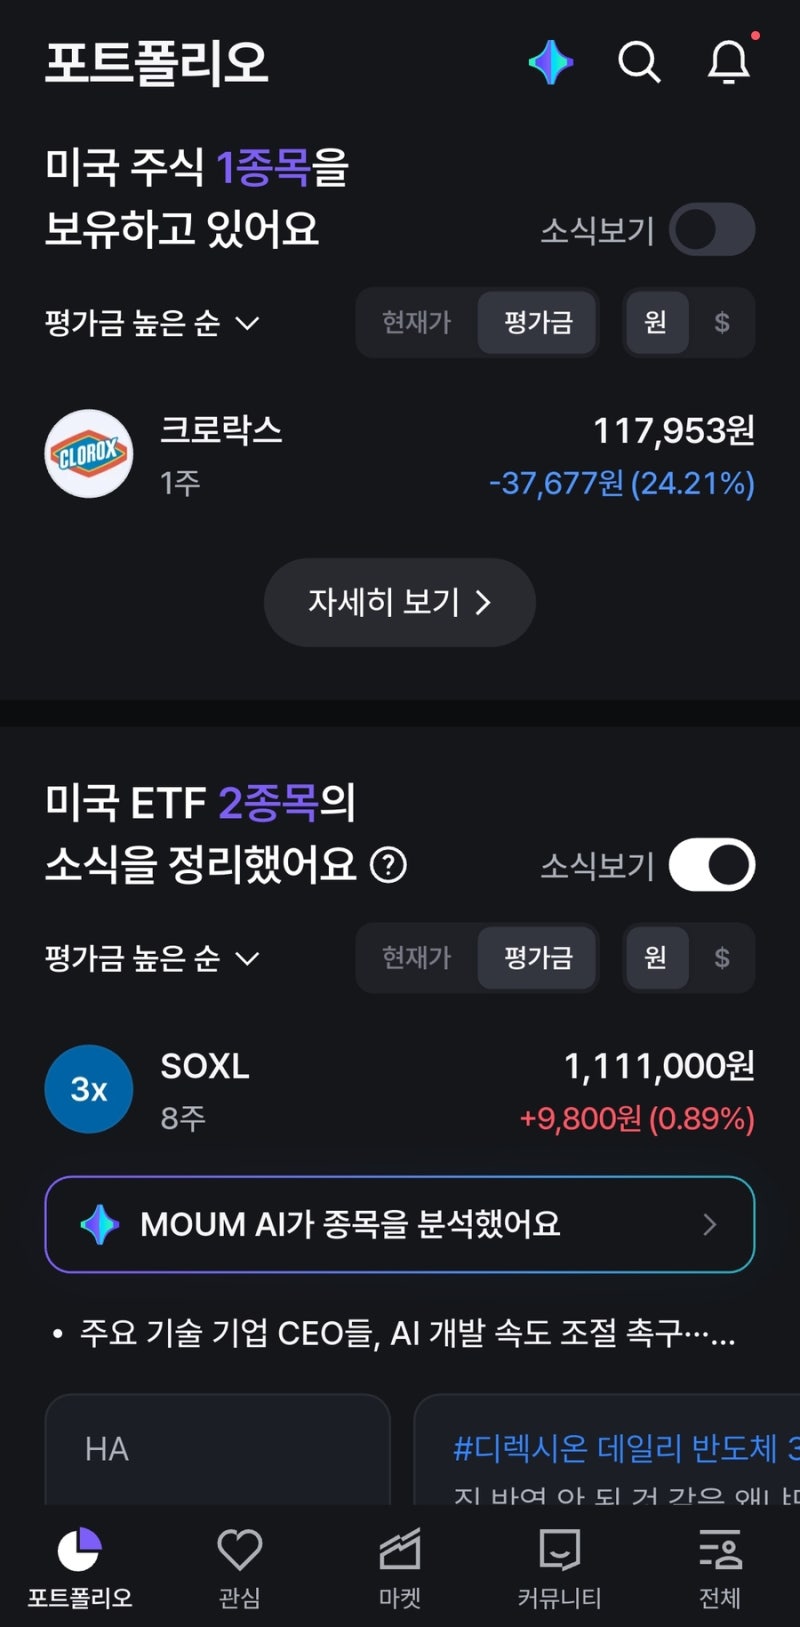 포트폴리오
미국 주식 1종목을
보유하고 있어요
소식보기
평가금 높은 순
현재가 평가금 원 $
CLOROX
크로락스
117,953원
1주
-37,677원 (24.21%)
자세히 보기
미국 ETF 2종목의
소식을 정리했어요 ?
소식보기
평가금 높은 순
현재가 평가금 원 $
3x
SOXL
1,111,000원
8주
+9,800원 (0.89%)
MOUM AI가 종목을 분석했어요
• 주요 기술 기업 CEO들, AI 개발 속도 조절 촉구…...
HA
#디렉시온 데일리 반도체 3
포트폴리오 관심 마켓 커뮤니티 전체